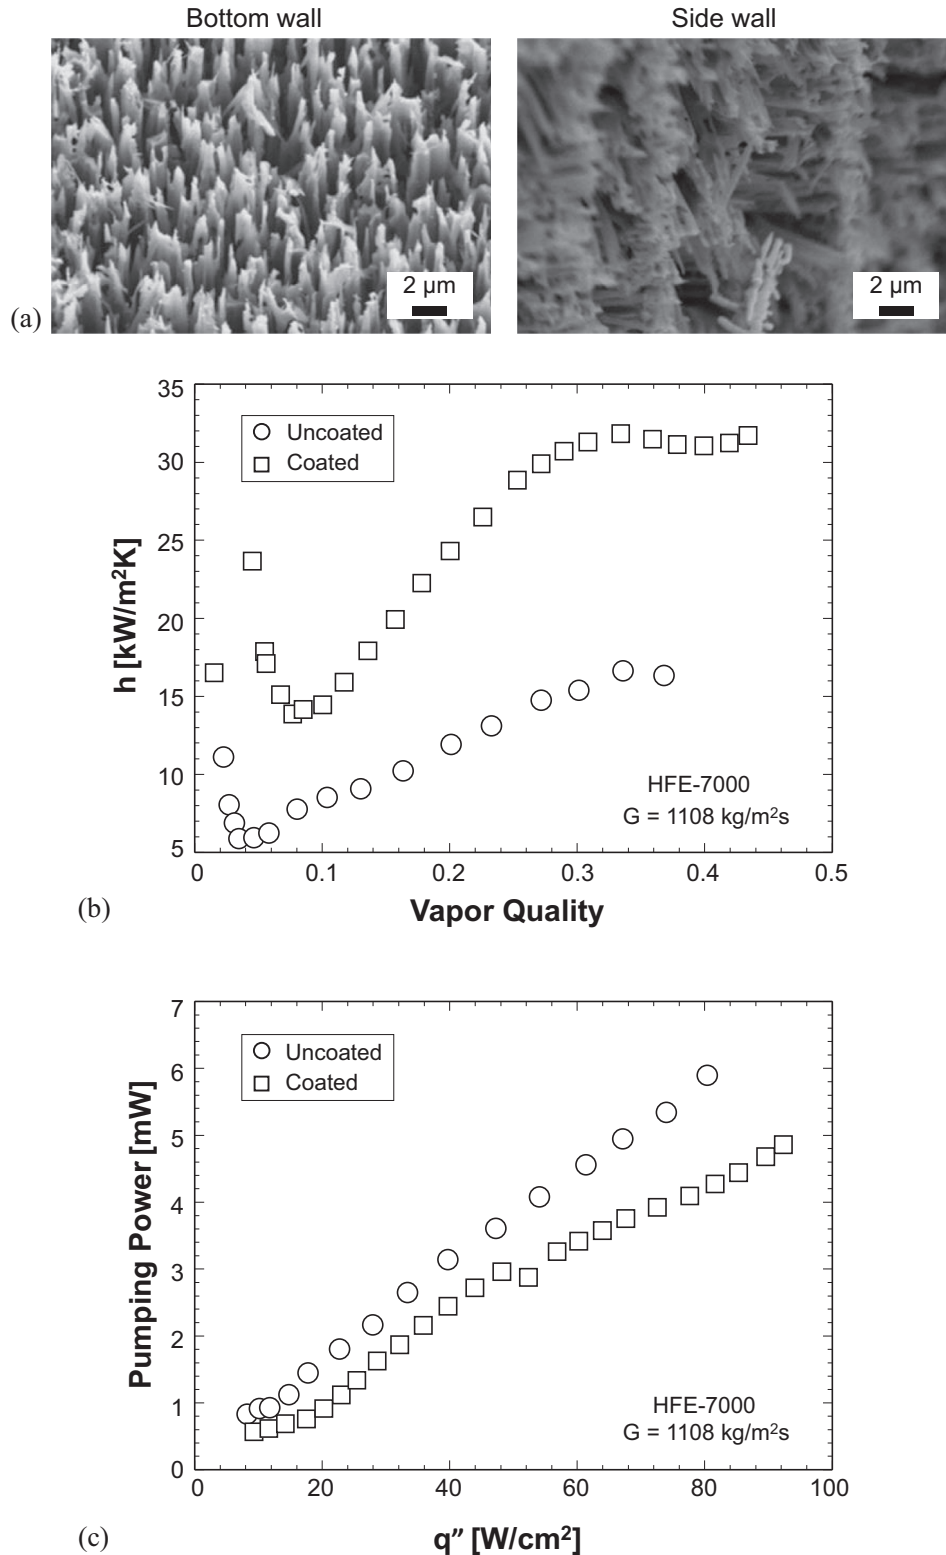 Bottom wall
Side wall
2 µm
2 µm
(a)
35
30
25
20
15
10
5
h [kW/m²K]
Uncoated
Coated
HFE-7000
G = 1108 kg/m²s
0
0.1
0.2
0.3
0.4
0.5
Vapor Quality
(b)
7
6
5
4
3
2
1
0
Pumping Power [mW]
Uncoated
Coated
HFE-7000
G = 1108 kg/m²s
0
20
40
60
80
100
q″ [W/cm²]
(c)